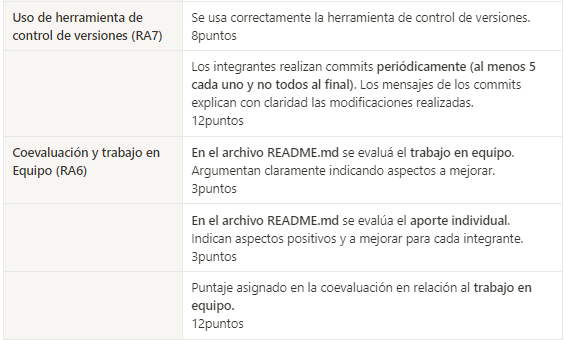 Uso de herramienta de
control de versiones (RA7)
Se usa correctamente la herramienta de control de versiones.
8puntos
Los integrantes realizan commits periódicamente (al menos 5
cada uno y no todos al final). Los mensajes de los commits
explican con claridad las modificaciones realizadas.
12puntos
Coevaluación y trabajo en
Equipo (RA6)
En el archivo README.md se evaluá el trabajo en equipo.
Argumentan claramente indicando aspectos a mejorar.
3puntos
En el archivo README.md se evalúa el aporte individual.
Indican aspectos positivos y a mejorar para cada integrante.
3puntos
Puntaje asignado en la coevaluación en relación al trabajo en
equipo.
12puntos